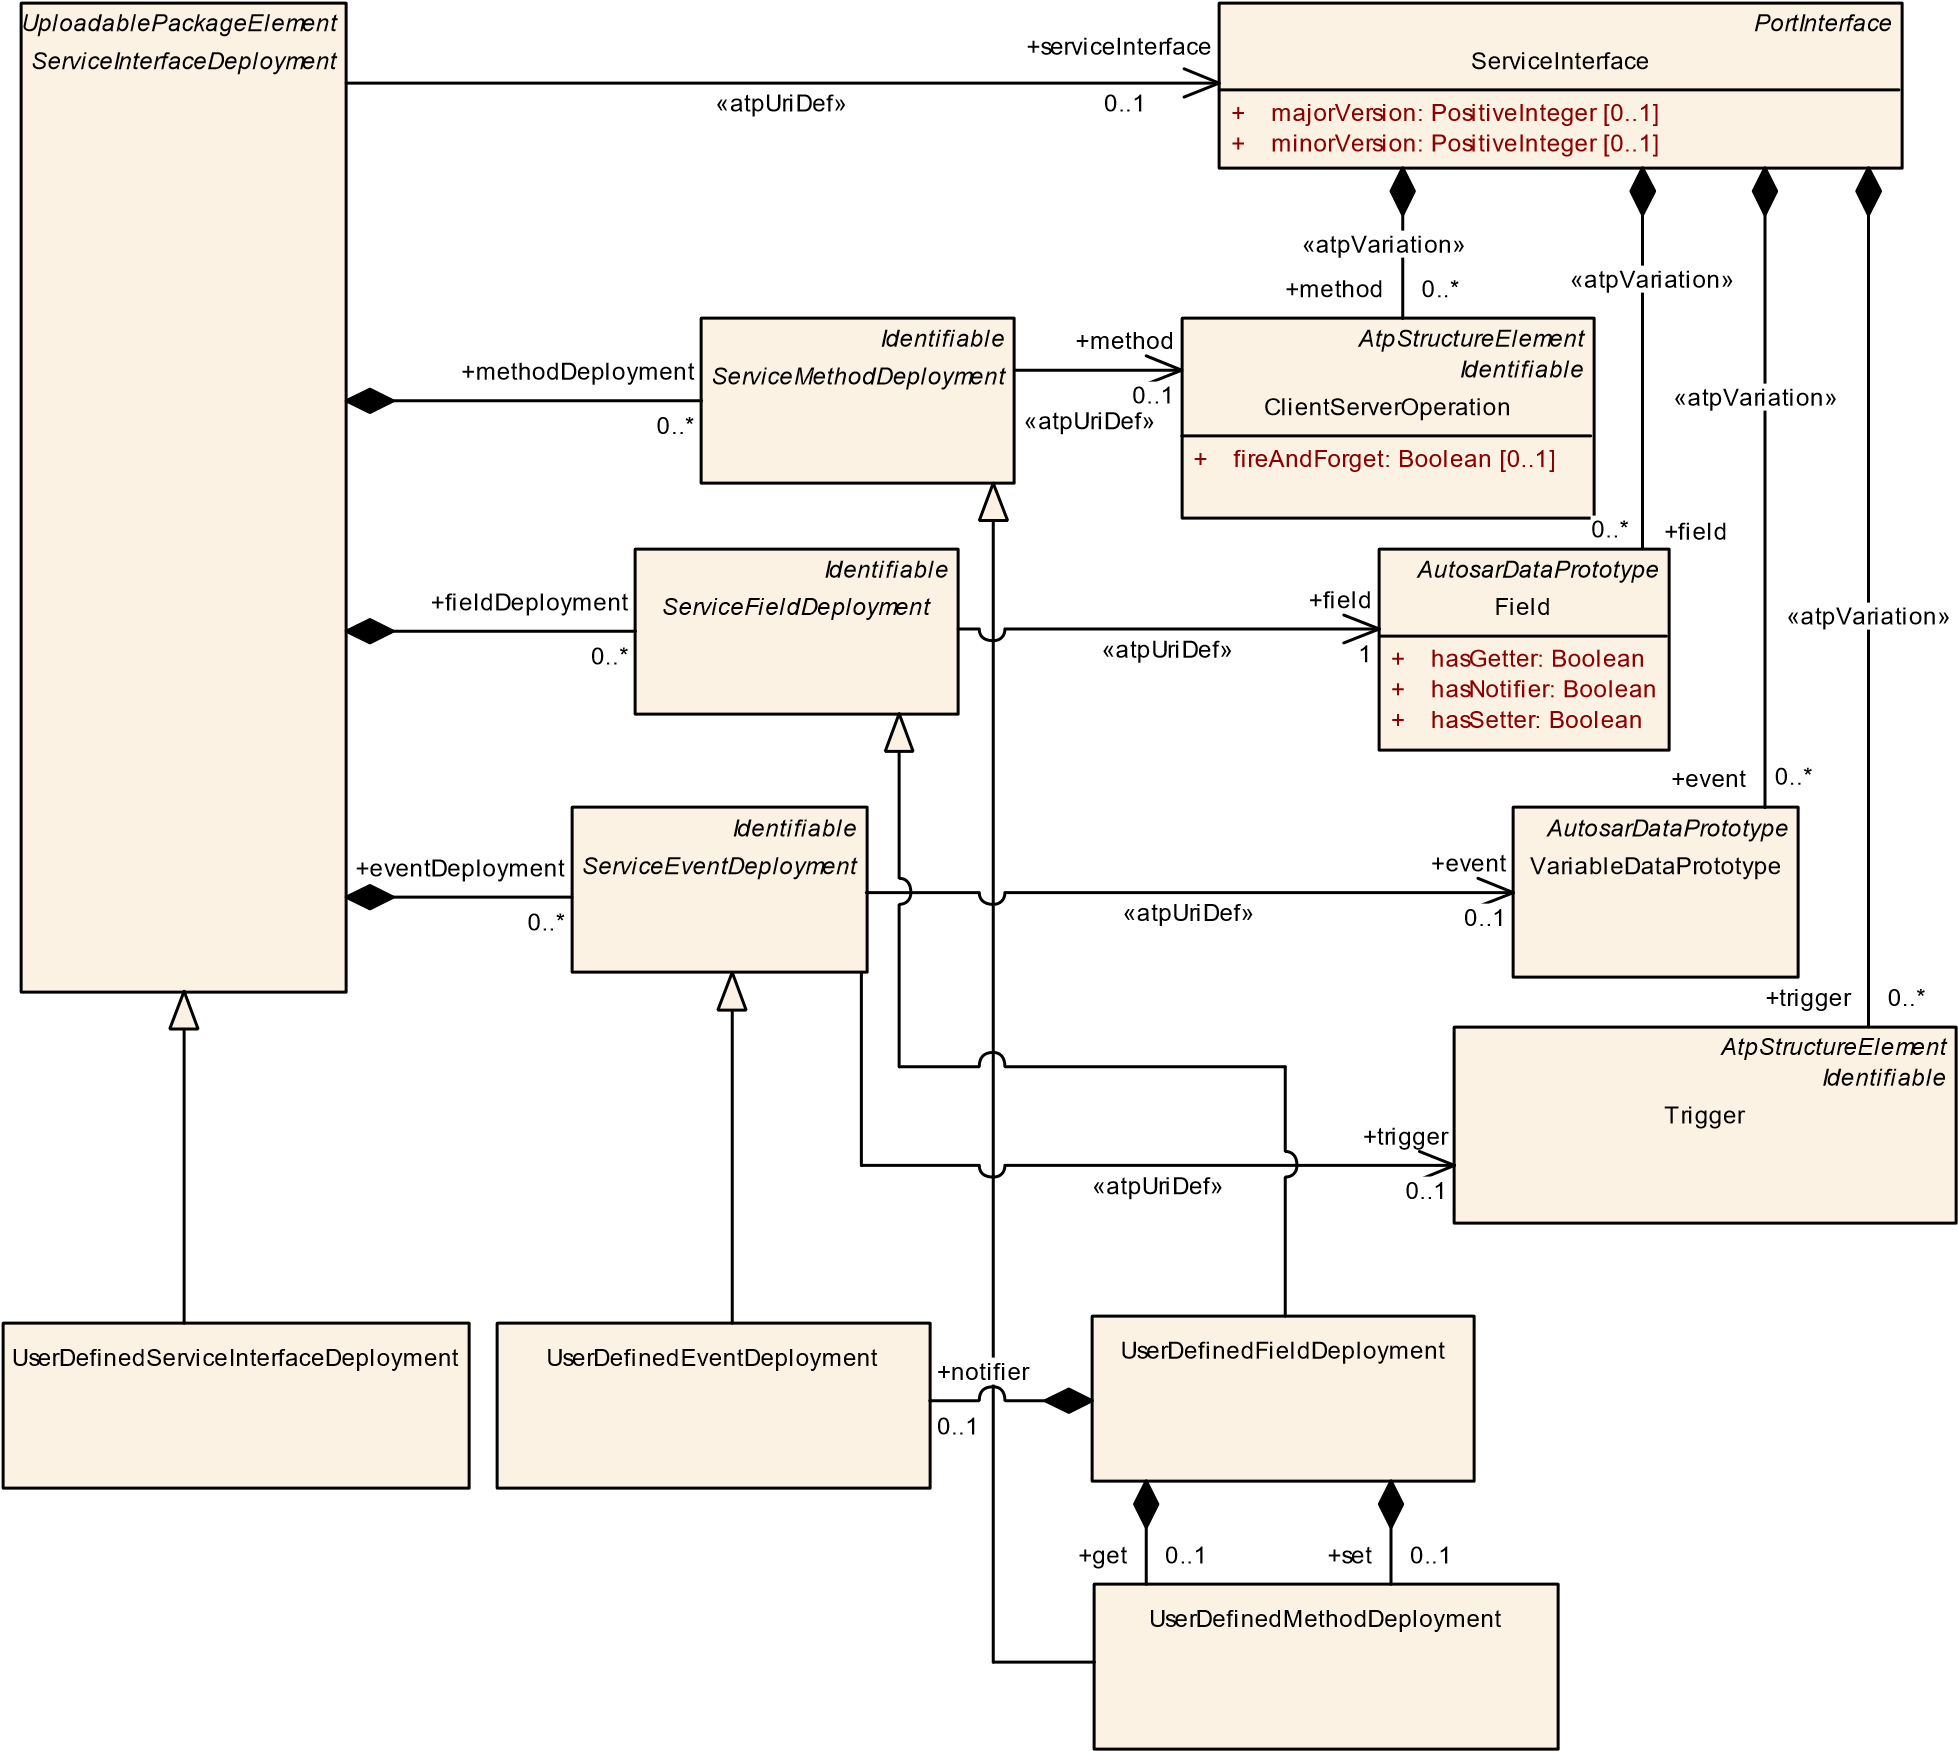 UploadablePackageElement
ServiceInterfaceDeployment
+serviceInterface
«atpUriDef»
0..1
PortInterface
ServiceInterface
+ majorVersion: PositiveInteger [0..1]
+ minorVersion: PositiveInteger [0..1]
«atpVariation»
+method
0..*
«atpVariation»
0..*
+field
«atpVariation»
+event
0..*
«atpVariation»
+trigger
0..*
+methodDeployment
0..*
Identifiable
ServiceMethodDeployment
+method
0..1
«atpUriDef»
AtpStructureElement
Identifiable
ClientServerOperation
+ fireAndForget: Boolean [0..1]
+fieldDeployment
0..*
Identifiable
ServiceFieldDeployment
+field
«atpUriDef»
1
AutosarDataPrototype
Field
+ hasGetter: Boolean
+ hasNotifier: Boolean
+ hasSetter: Boolean
+eventDeployment
0..*
Identifiable
ServiceEventDeployment
+event
«atpUriDef»
0..1
AutosarDataPrototype
VariableDataPrototype
+trigger
«atpUriDef»
0..1
AtpStructureElement
Identifiable
Trigger
UserDefinedServiceInterfaceDeployment
UserDefinedEventDeployment
+notifier
0..1
UserDefinedFieldDeployment
+get
0..1
+set
0..1
UserDefinedMethodDeployment